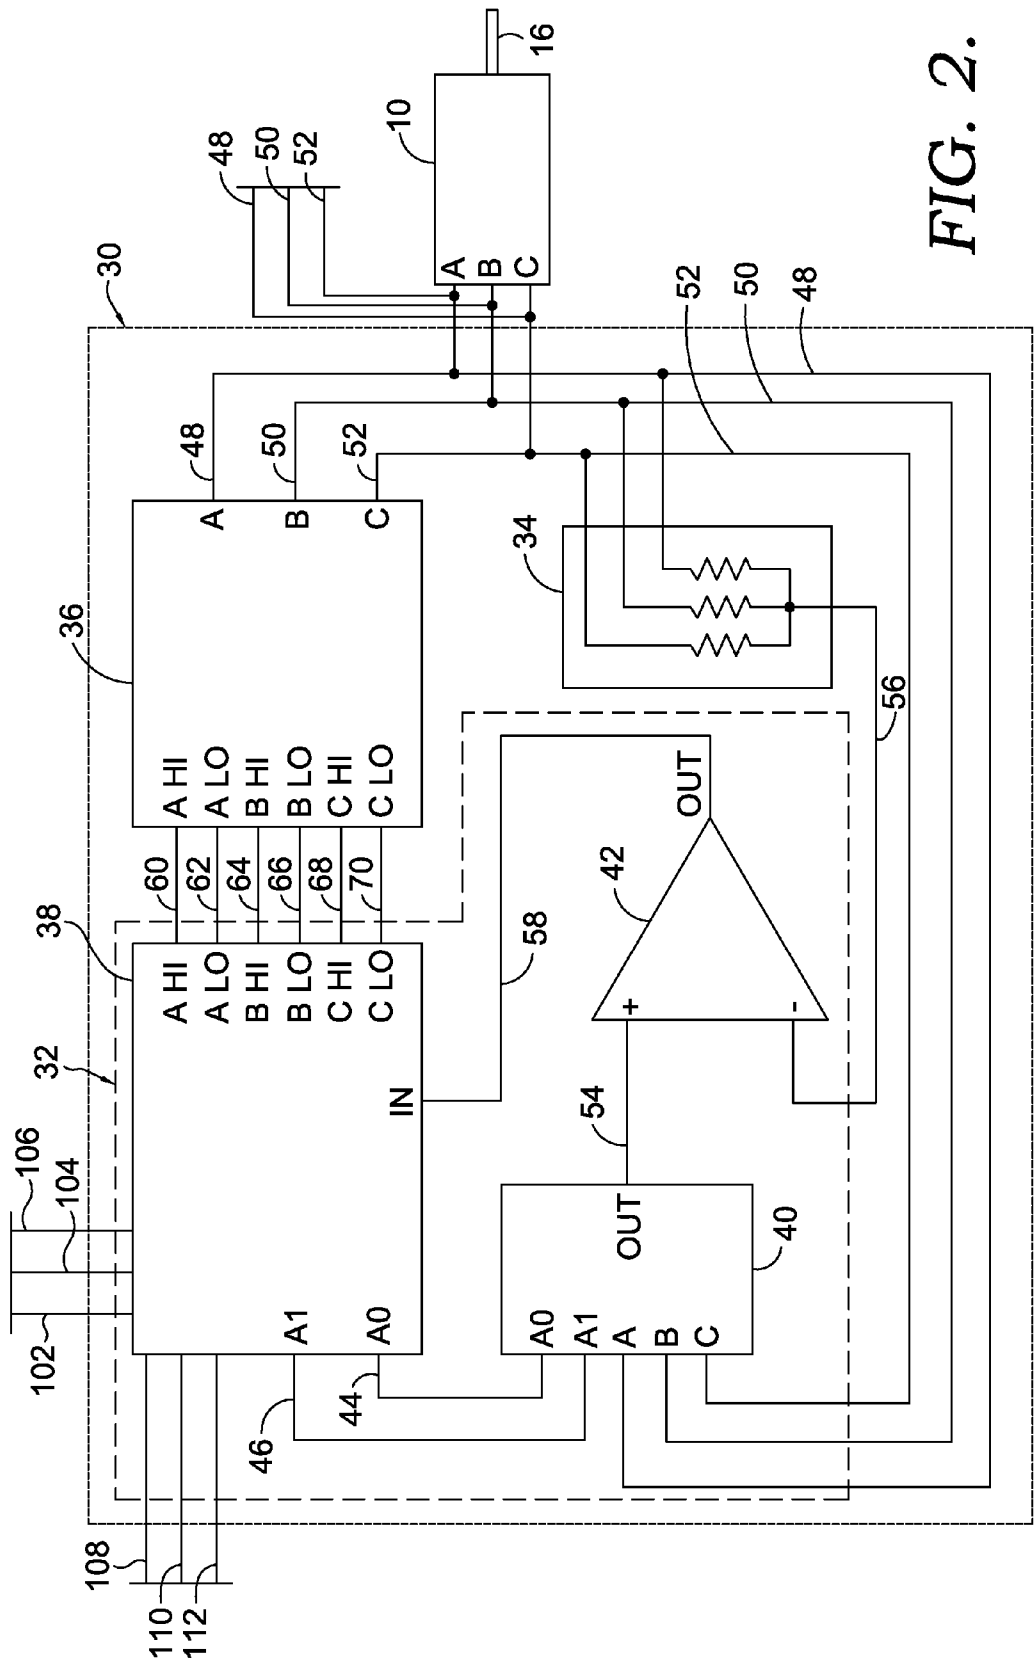 FIG. 2.
30
32
102
104
106
108
110
112
38
A HI
A LO
B HI
B LO
C HI
C LO
IN
A1
A0
60
62
64
66
68
70
36
A HI
A LO
B HI
B LO
C HI
C LO
A
B
C
48
50
52
48
50
52
10
A
B
C
16
46
44
40
A0
A1
A
B
C
OUT
54
58
42
+
-
OUT
34
56
52
50
48